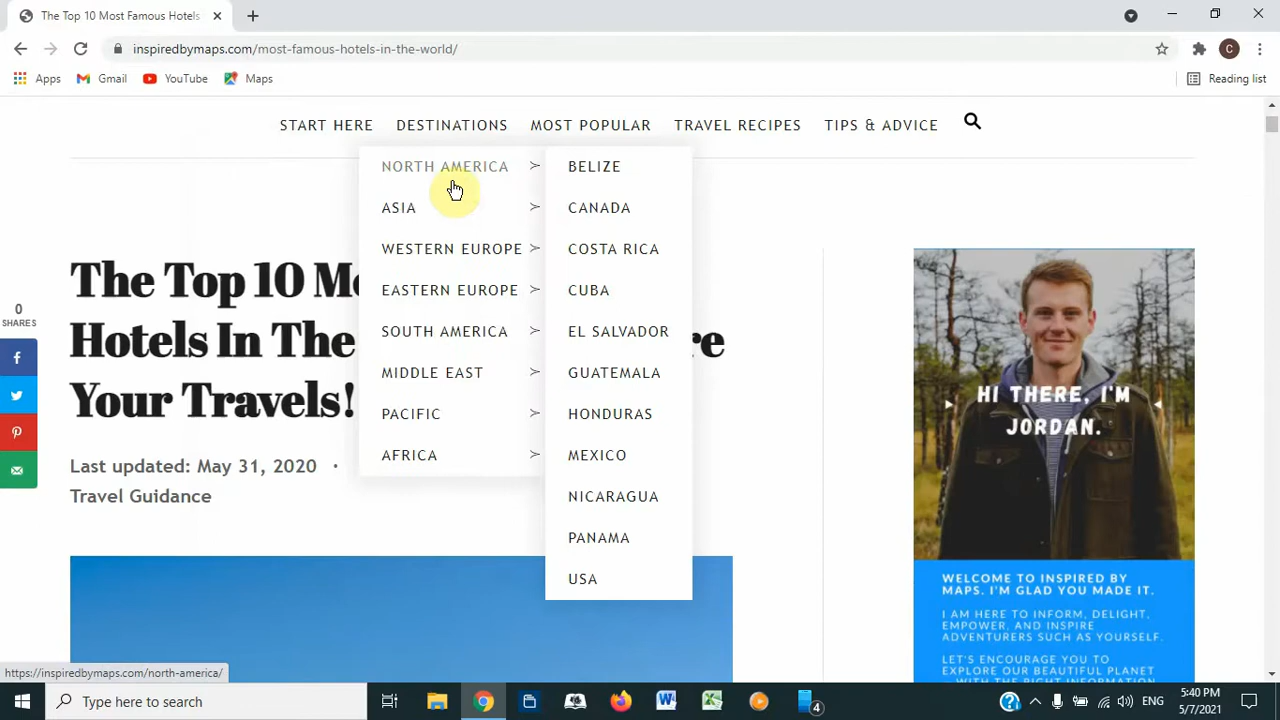 The Top 10 Most Famous Hotels
inspiredbymaps.com/most-famous-hotels-in-the-world/
C
Apps
Gmail
YouTube
Maps
Reading list
START HERE
DESTINATIONS
MOST POPULAR
TRAVEL RECIPES
TIPS & ADVICE
NORTH AMERICA
ASIA
WESTERN EUROPE
EASTERN EUROPE
SOUTH AMERICA
MIDDLE EAST
PACIFIC
AFRICA
BELIZE
CANADA
COSTA RICA
CUBA
EL SALVADOR
GUATEMALA
HONDURAS
MEXICO
NICARAGUA
PANAMA
USA
0
SHARES
The Top 10
Hotels In The
Your Travels!
Last updated: May 31, 2020 •
Travel Guidance
HI THERE, I'M
JORDAN.
WELCOME TO INSPIRED BY
MAPS. I'M GLAD YOU MADE IT.
I AM HERE TO INFORM, DELIGHT,
EMPOWER, AND INSPIRE
ADVENTURERS SUCH AS YOURSELF.
LET'S ENCOURAGE YOU TO
EXPLORE OUR BEAUTIFUL PLANET
WITH THE RIGHT INFORMATION
https://inspiredbymaps.com/north-america/
Type here to search
4
ENG
5:40 PM
5/7/2021